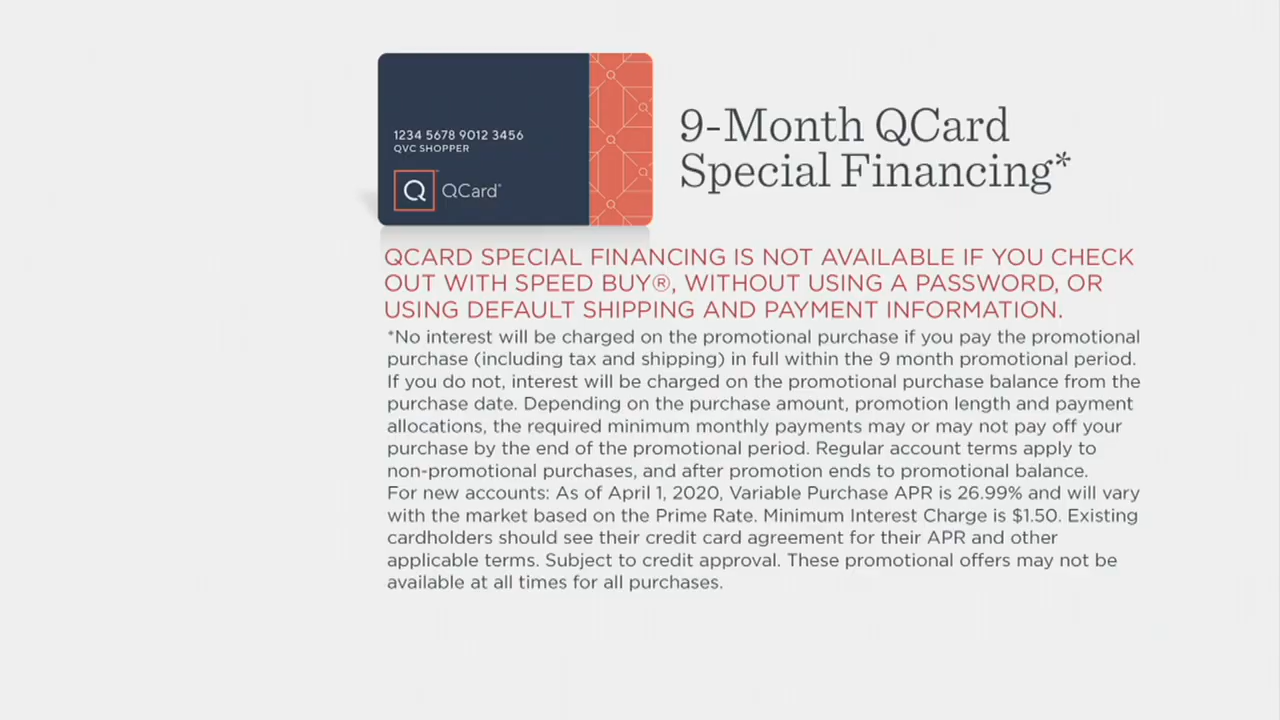 1234 5678 9012 3456
QVC SHOPPER
Q QCard®
9-Month QCard
Special Financing*
QCARD SPECIAL FINANCING IS NOT AVAILABLE IF YOU CHECK
OUT WITH SPEED BUY®, WITHOUT USING A PASSWORD, OR
USING DEFAULT SHIPPING AND PAYMENT INFORMATION.
*No interest will be charged on the promotional purchase if you pay the promotional
purchase (including tax and shipping) in full within the 9 month promotional period.
If you do not, interest will be charged on the promotional purchase balance from the
purchase date. Depending on the purchase amount, promotion length and payment
allocations, the required minimum monthly payments may or may not pay off your
purchase by the end of the promotional period. Regular account terms apply to
non-promotional purchases, and after promotion ends to promotional balance.
For new accounts: As of April 1, 2020, Variable Purchase APR is 26.99% and will vary
with the market based on the Prime Rate. Minimum Interest Charge is $1.50. Existing
cardholders should see their credit card agreement for their APR and other
applicable terms. Subject to credit approval. These promotional offers may not be
available at all times for all purchases.